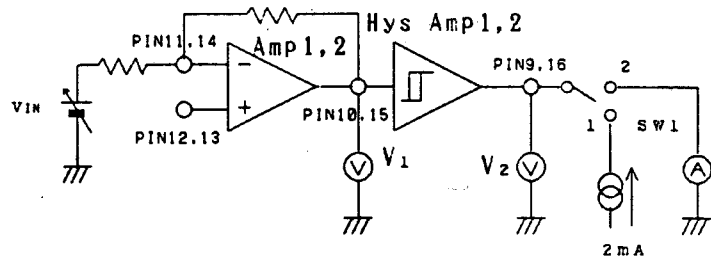 Hys Amp1,2
Amp1,2
PIN11.14
PIN9,16
VIN
PIN12.13
PIN10.15
2
1
SW1
V
V1
V
V2
A
2mA